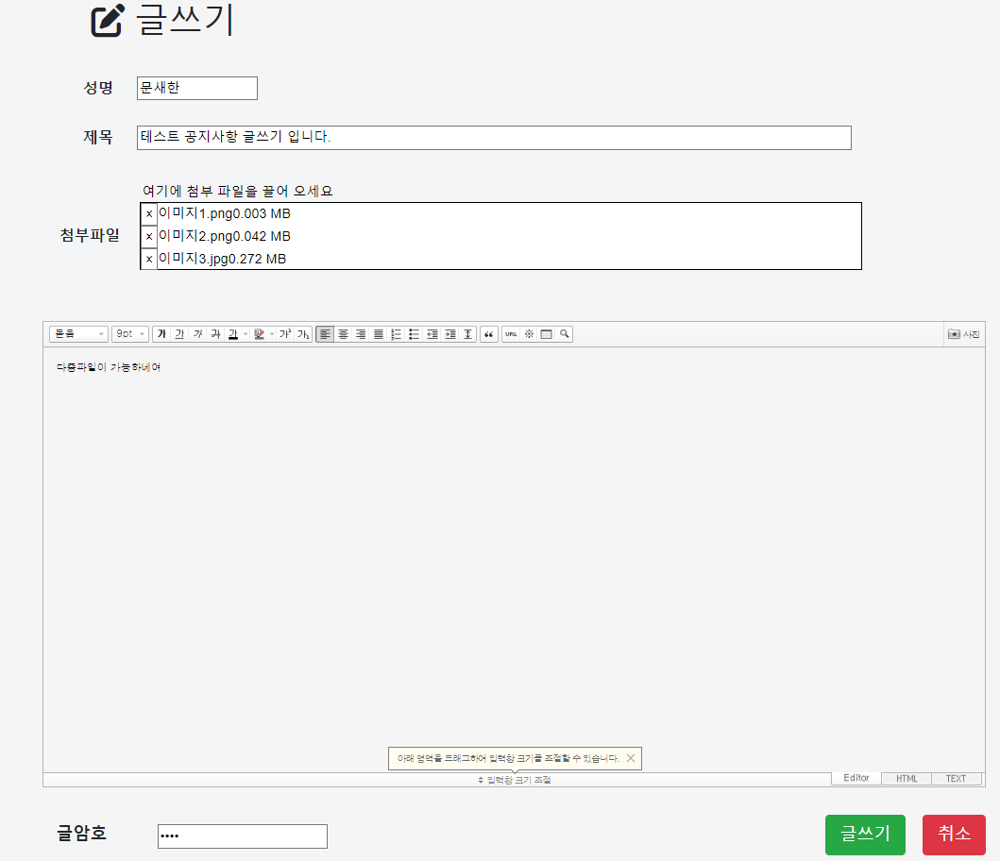 글쓰기
성명 문새한
제목 테스트 공지사항 글쓰기 입니다.
여기에 첨부 파일을 끌어 오세요
첨부파일
x 이미지1.png0.003 MB
x 이미지2.png0.042 MB
x 이미지3.jpg0.272 MB
돋움 9pt 가 가 가 가 가 가² 가₂ URL ※ 사진
다중파일이 가능하네여
아래 영역을 드래그하여 입력창 크기를 조절할 수 있습니다.
입력창 크기 조절 Editor HTML TEXT
글암호 •••• 글쓰기 취소